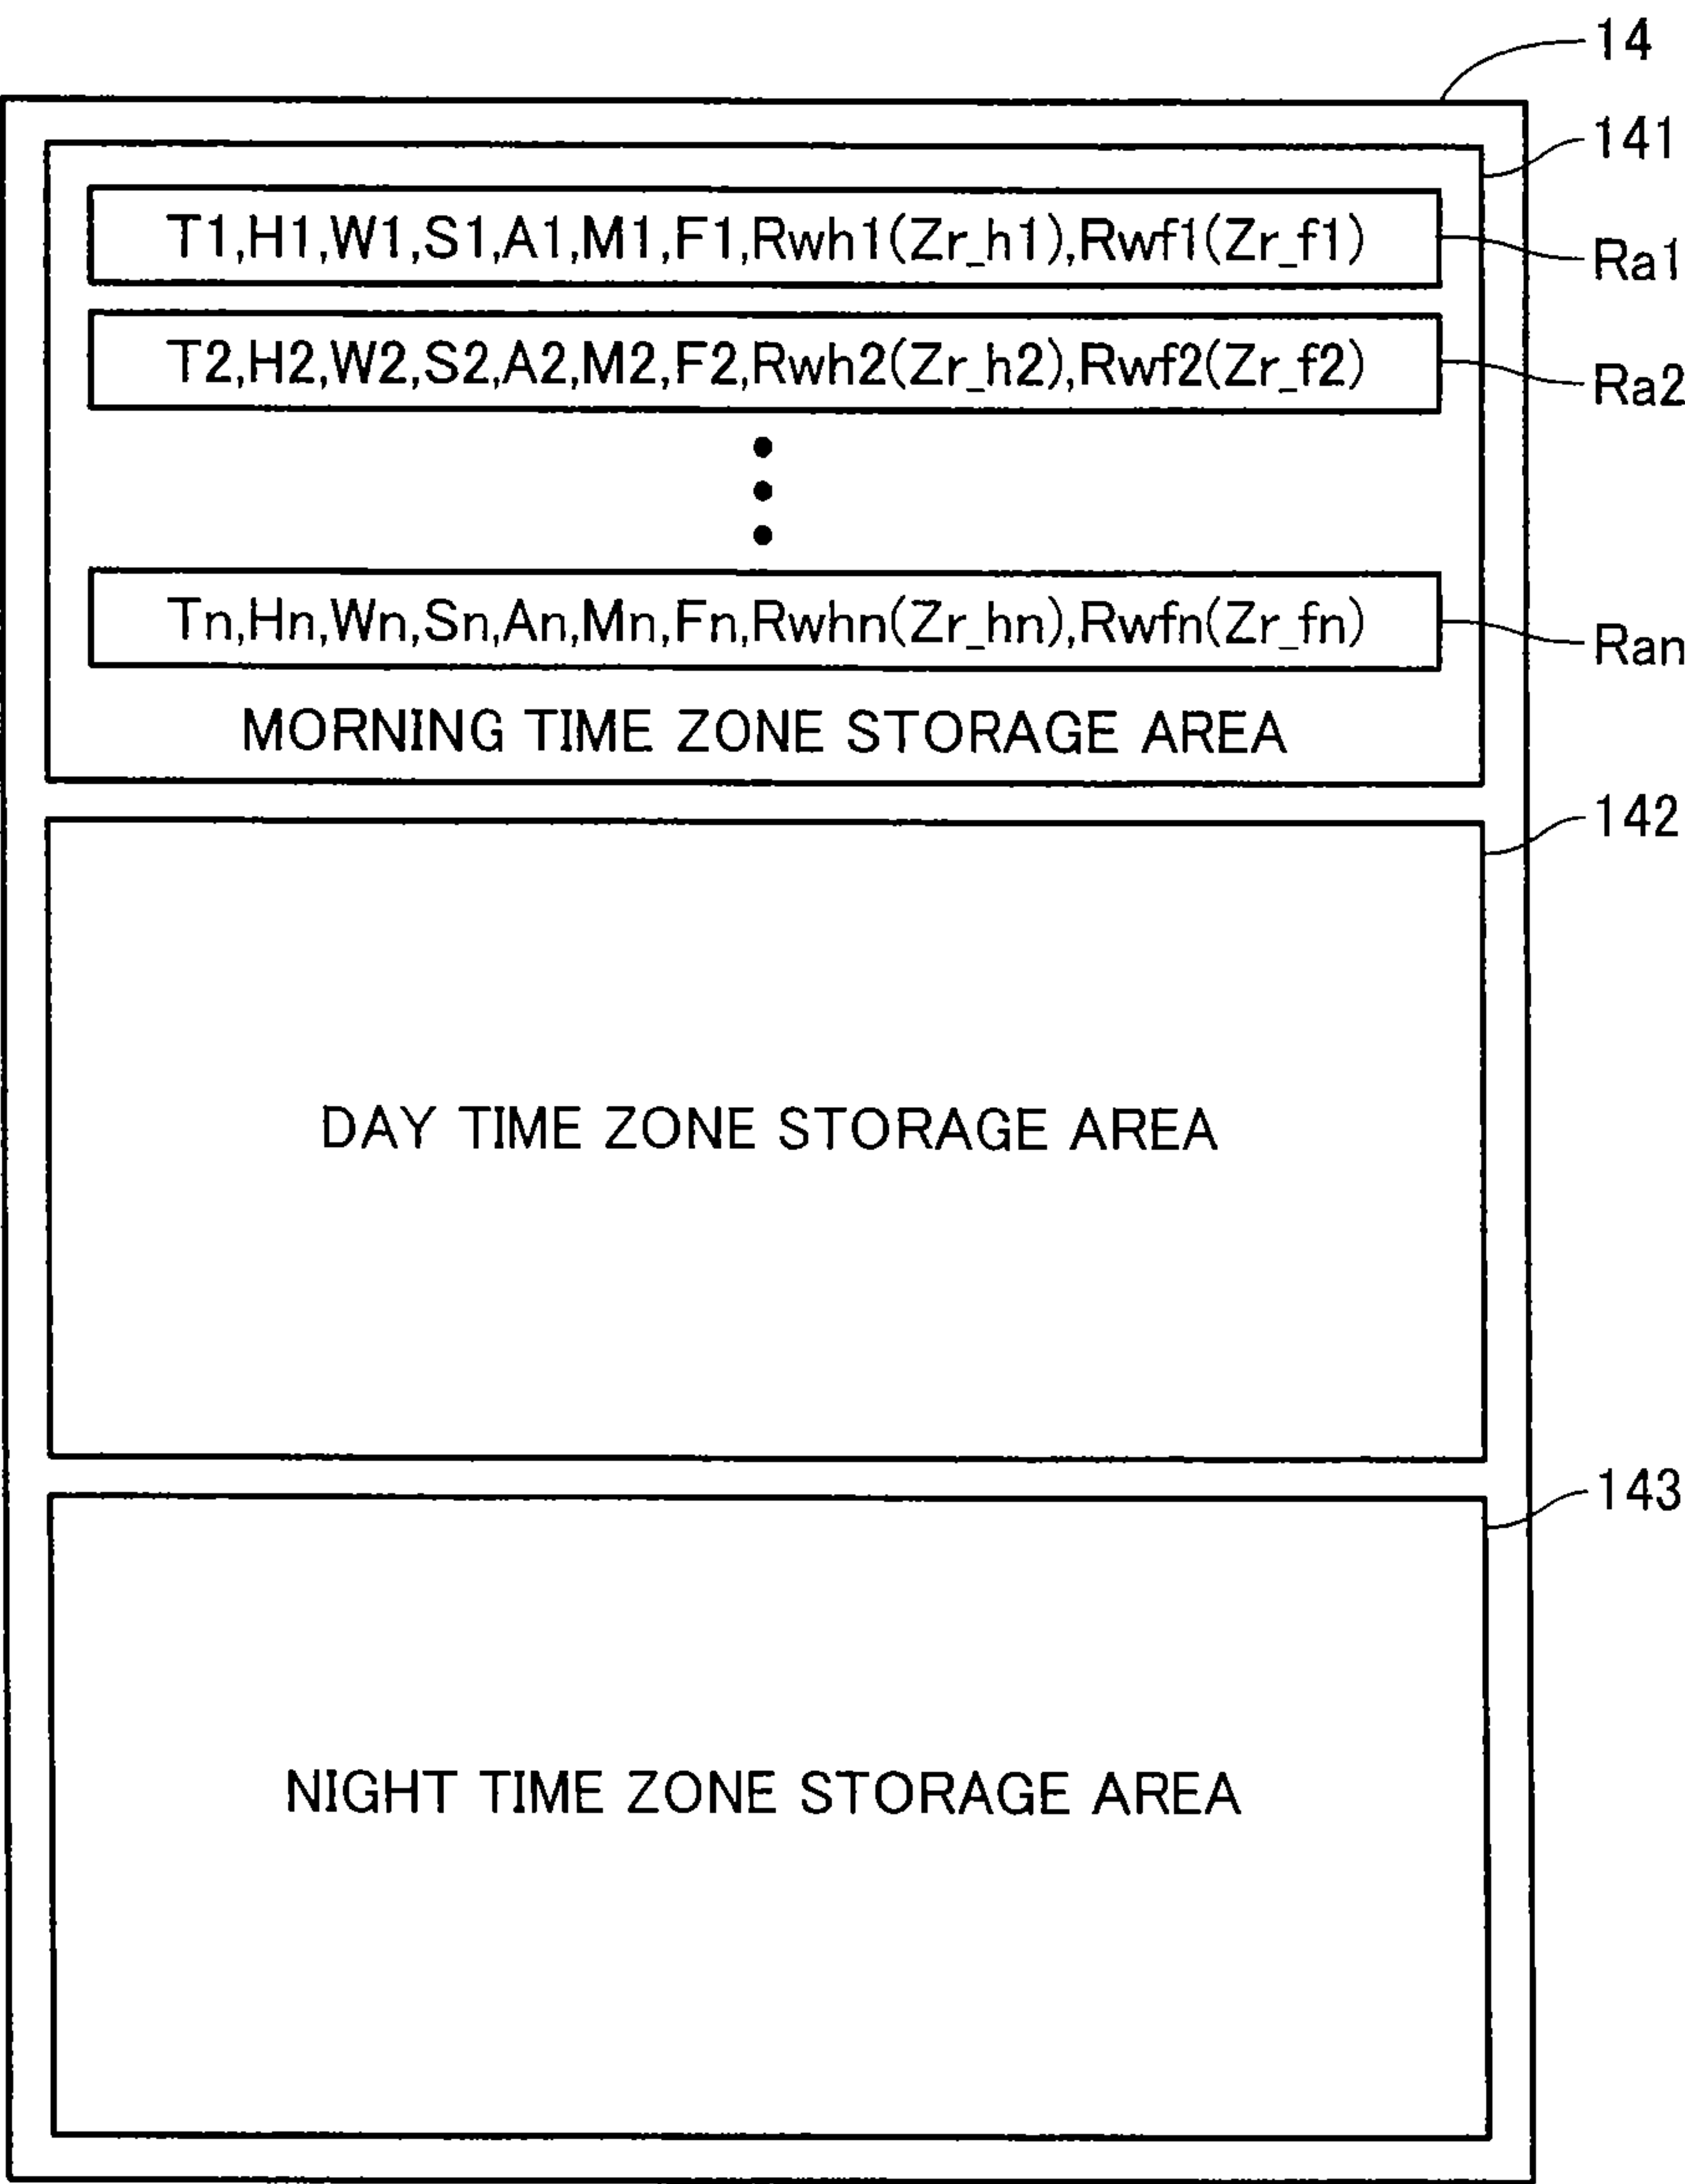 14
141
T1,H1,W1,S1,A1,M1,F1,Rwh1(Zr_h1),Rwf1(Zr_f1)
Ra1
T2,H2,W2,S2,A2,M2,F2,Rwh2(Zr_h2),Rwf2(Zr_f2)
Ra2
Tn,Hn,Wn,Sn,An,Mn,Fn,Rwhn(Zr_hn),Rwfn(Zr_fn)
Ran
MORNING TIME ZONE STORAGE AREA
142
DAY TIME ZONE STORAGE AREA
143
NIGHT TIME ZONE STORAGE AREA